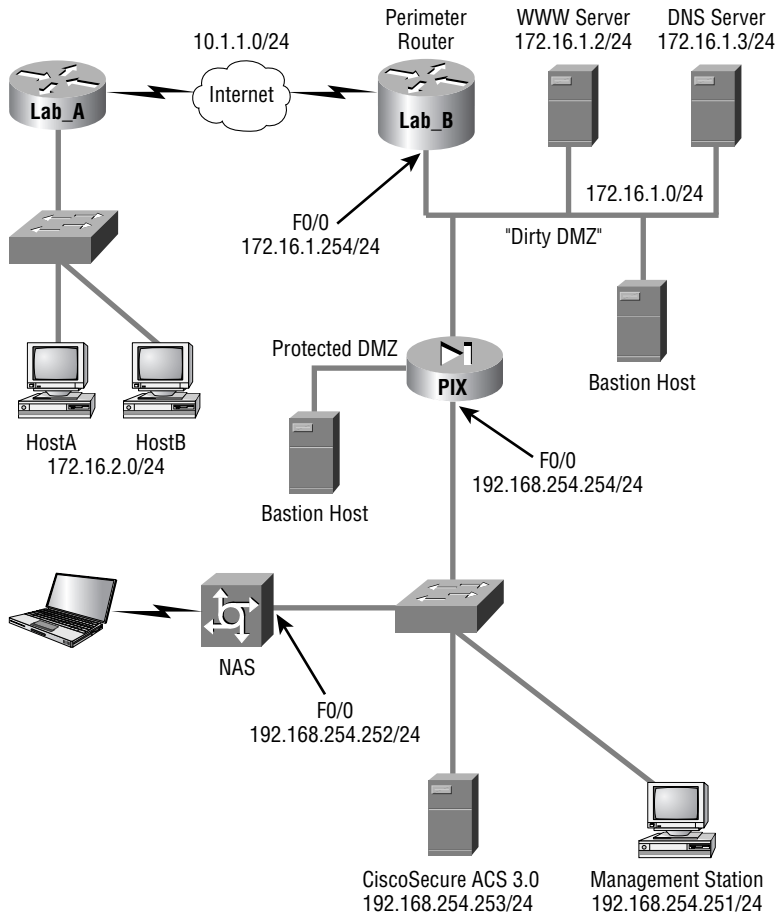 10.1.1.0/24
Perimeter
Router
WWW Server
172.16.1.2/24
DNS Server
172.16.1.3/24
Lab_A
Internet
Lab_B
172.16.1.0/24
F0/0
172.16.1.254/24
"Dirty DMZ"
Protected DMZ
PIX
Bastion Host
HostA
HostB
172.16.2.0/24
F0/0
192.168.254.254/24
Bastion Host
NAS
F0/0
192.168.254.252/24
CiscoSecure ACS 3.0
192.168.254.253/24
Management Station
192.168.254.251/24